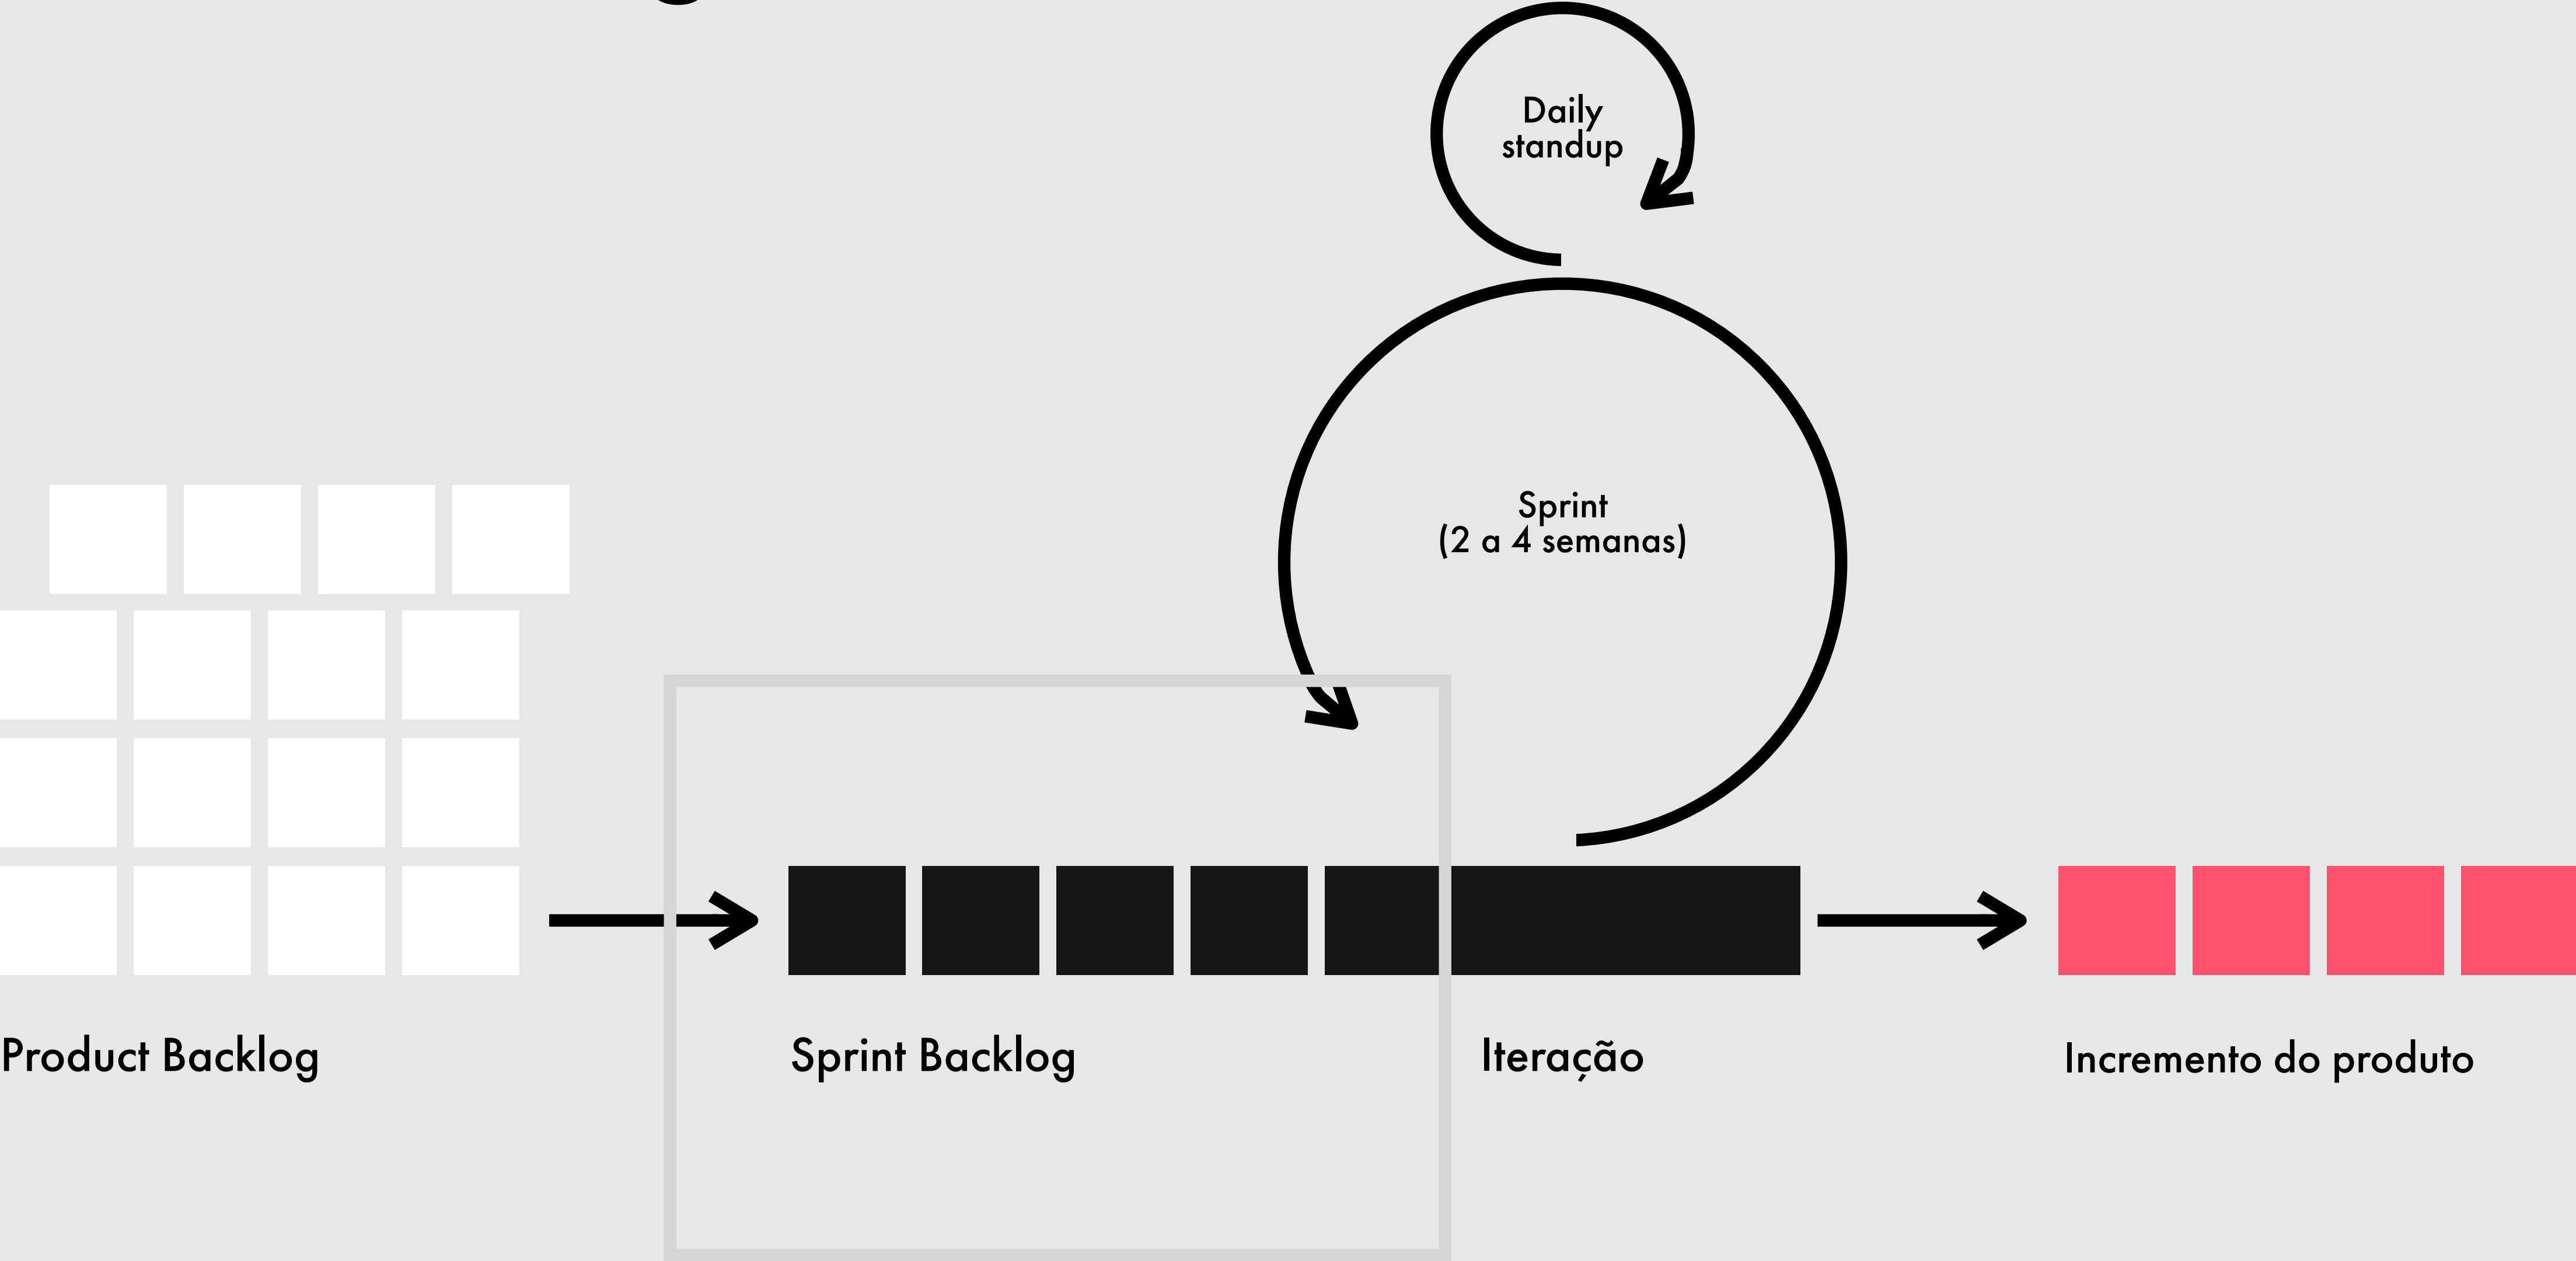 Daily
standup
Sprint
(2 a 4 semanas)
Product Backlog
Sprint Backlog
Iteração
Incremento do produto